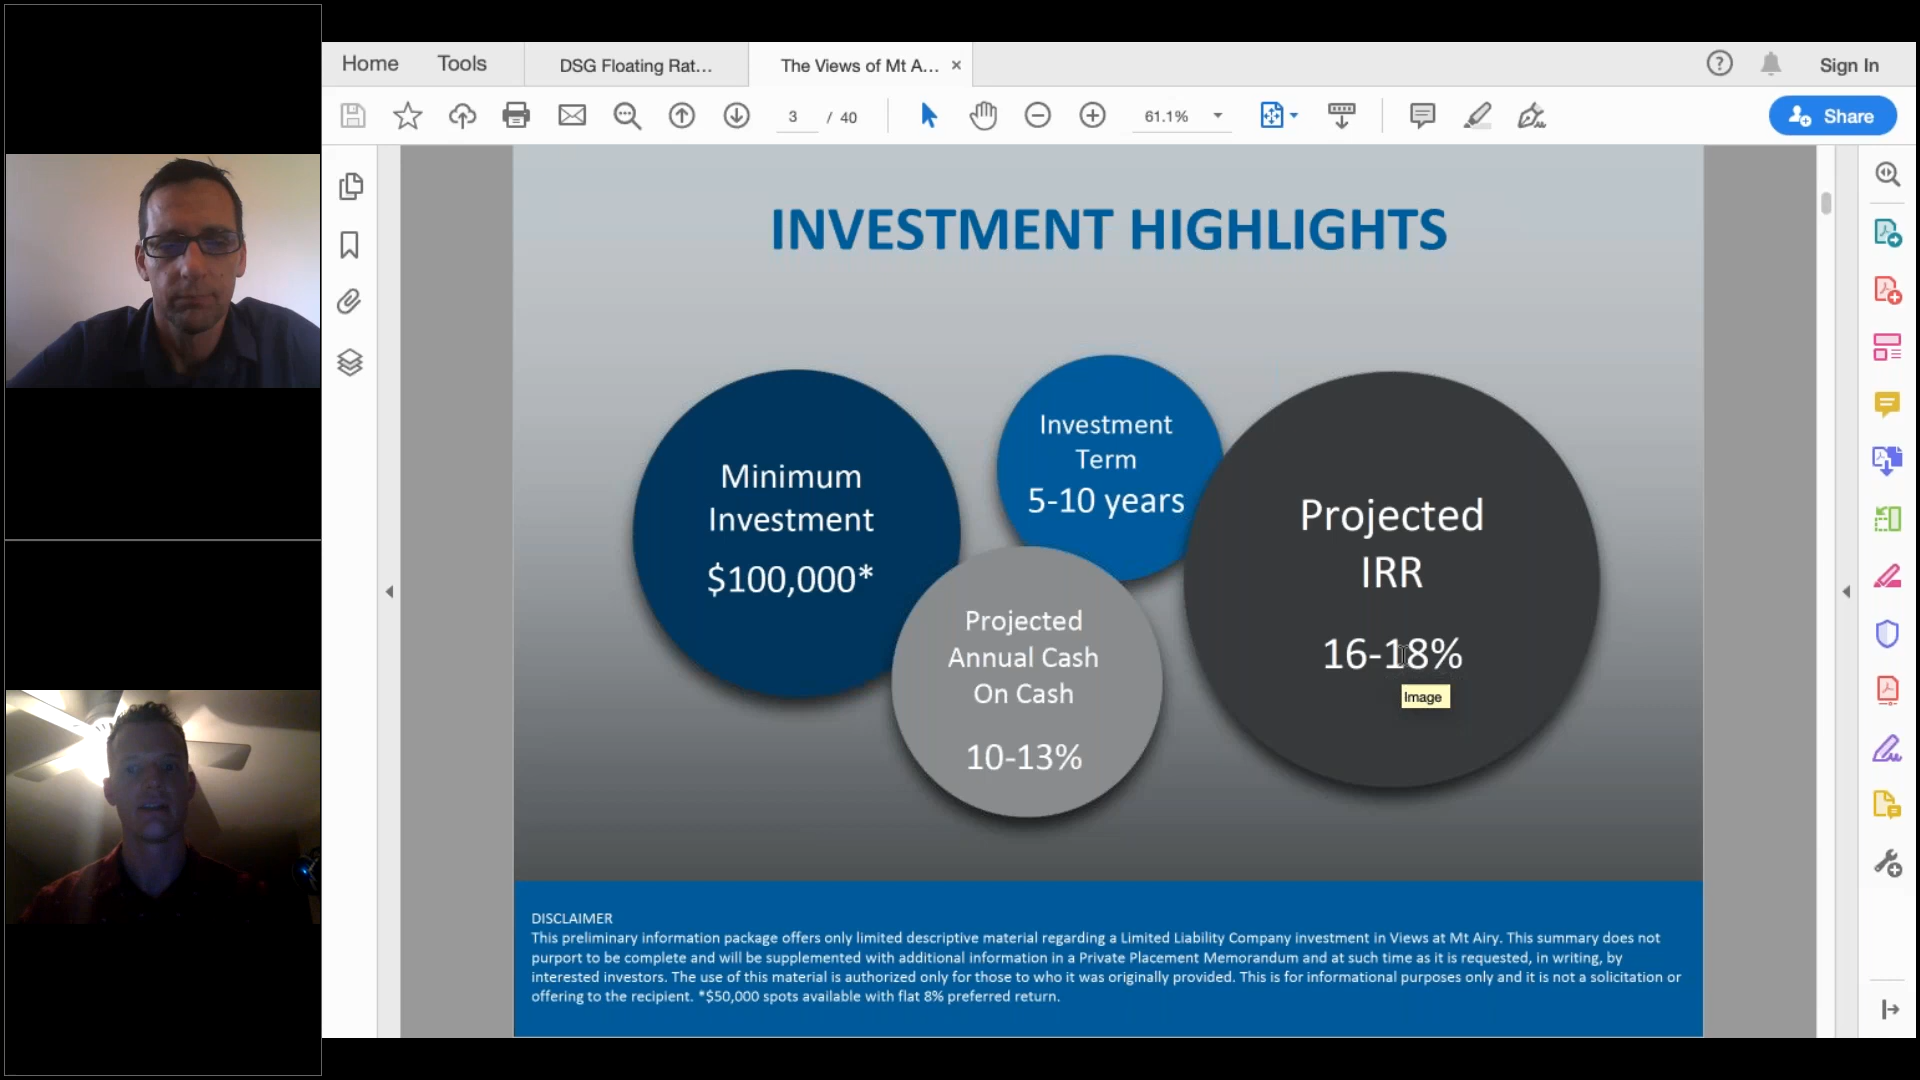 Home
Tools
DSG Floating Rat...
The Views of Mt A...
Sign In
3 / 40
61.1%
Share
INVESTMENT HIGHLIGHTS
Minimum
Investment
$100,000*
Investment
Term
5-10 years
Projected
Annual Cash
On Cash
10-13%
Projected
IRR
16-18%
Image
DISCLAIMER
This preliminary information package offers only limited descriptive material regarding a Limited Liability Company investment in Views at Mt Airy. This summary does not
purport to be complete and will be supplemented with additional information in a Private Placement Memorandum and at such time as it is requested, in writing, by
interested investors. The use of this material is authorized only for those to who it was originally provided. This is for informational purposes only and it is not a solicitation or
offering to the recipient. *$50,000 spots available with flat 8% preferred return.